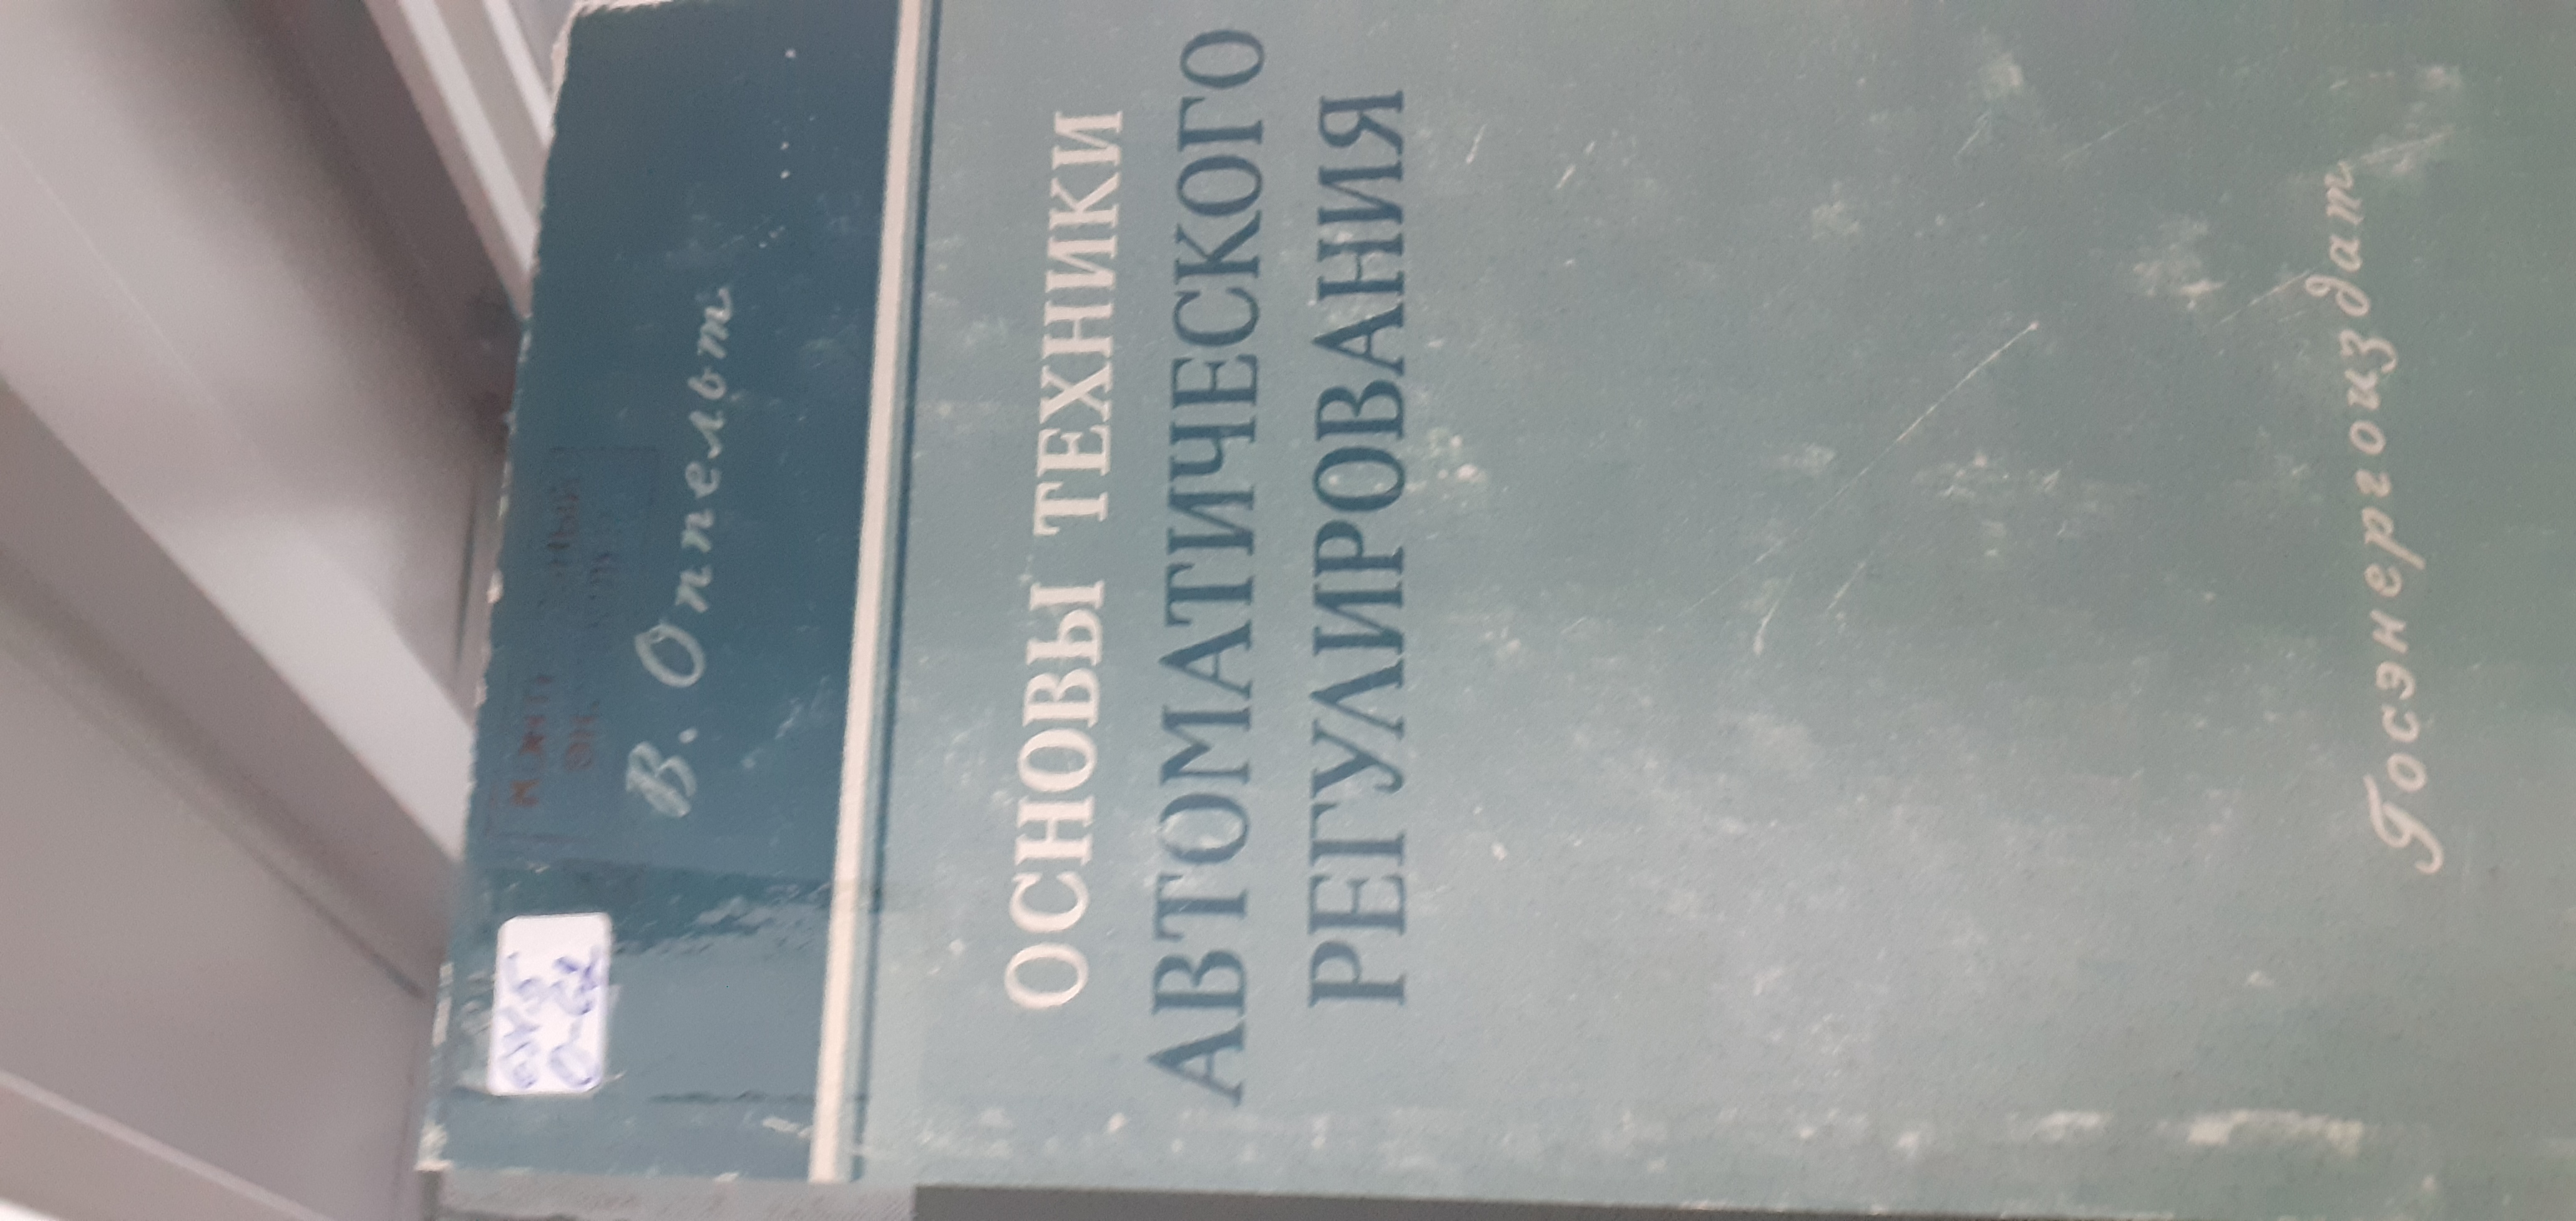 В. Оппельт
ОСНОВЫ ТЕХНИКИ
АВТОМАТИЧЕСКОГО
РЕГУЛИРОВАНИЯ
Госэнергоиздат